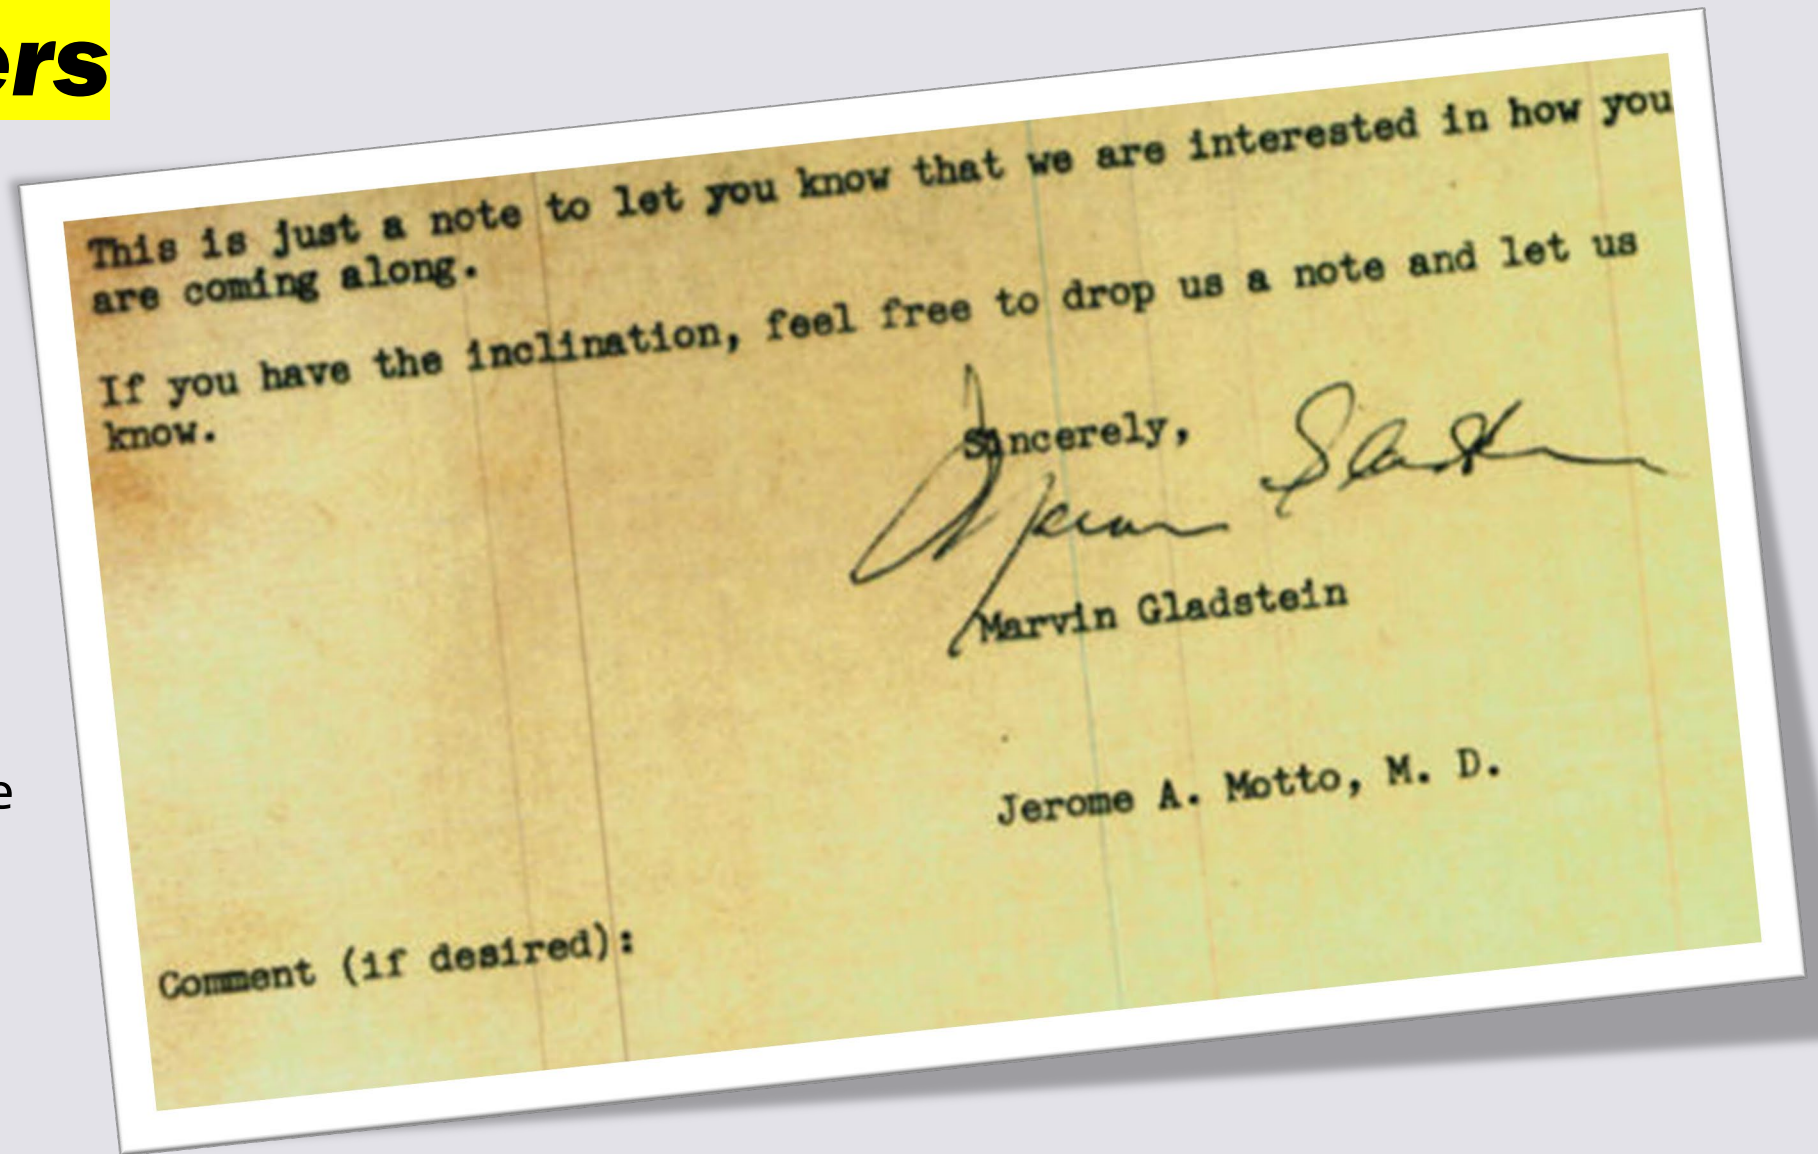 ers
This is just a note to let you know that we are interested in how you
are coming along.
If you have the inclination, feel free to drop us a note and let us
know.
Sincerely,
Marvin Gladstein
Jerome A. Motto, M. D.
e
Comment (if desired):